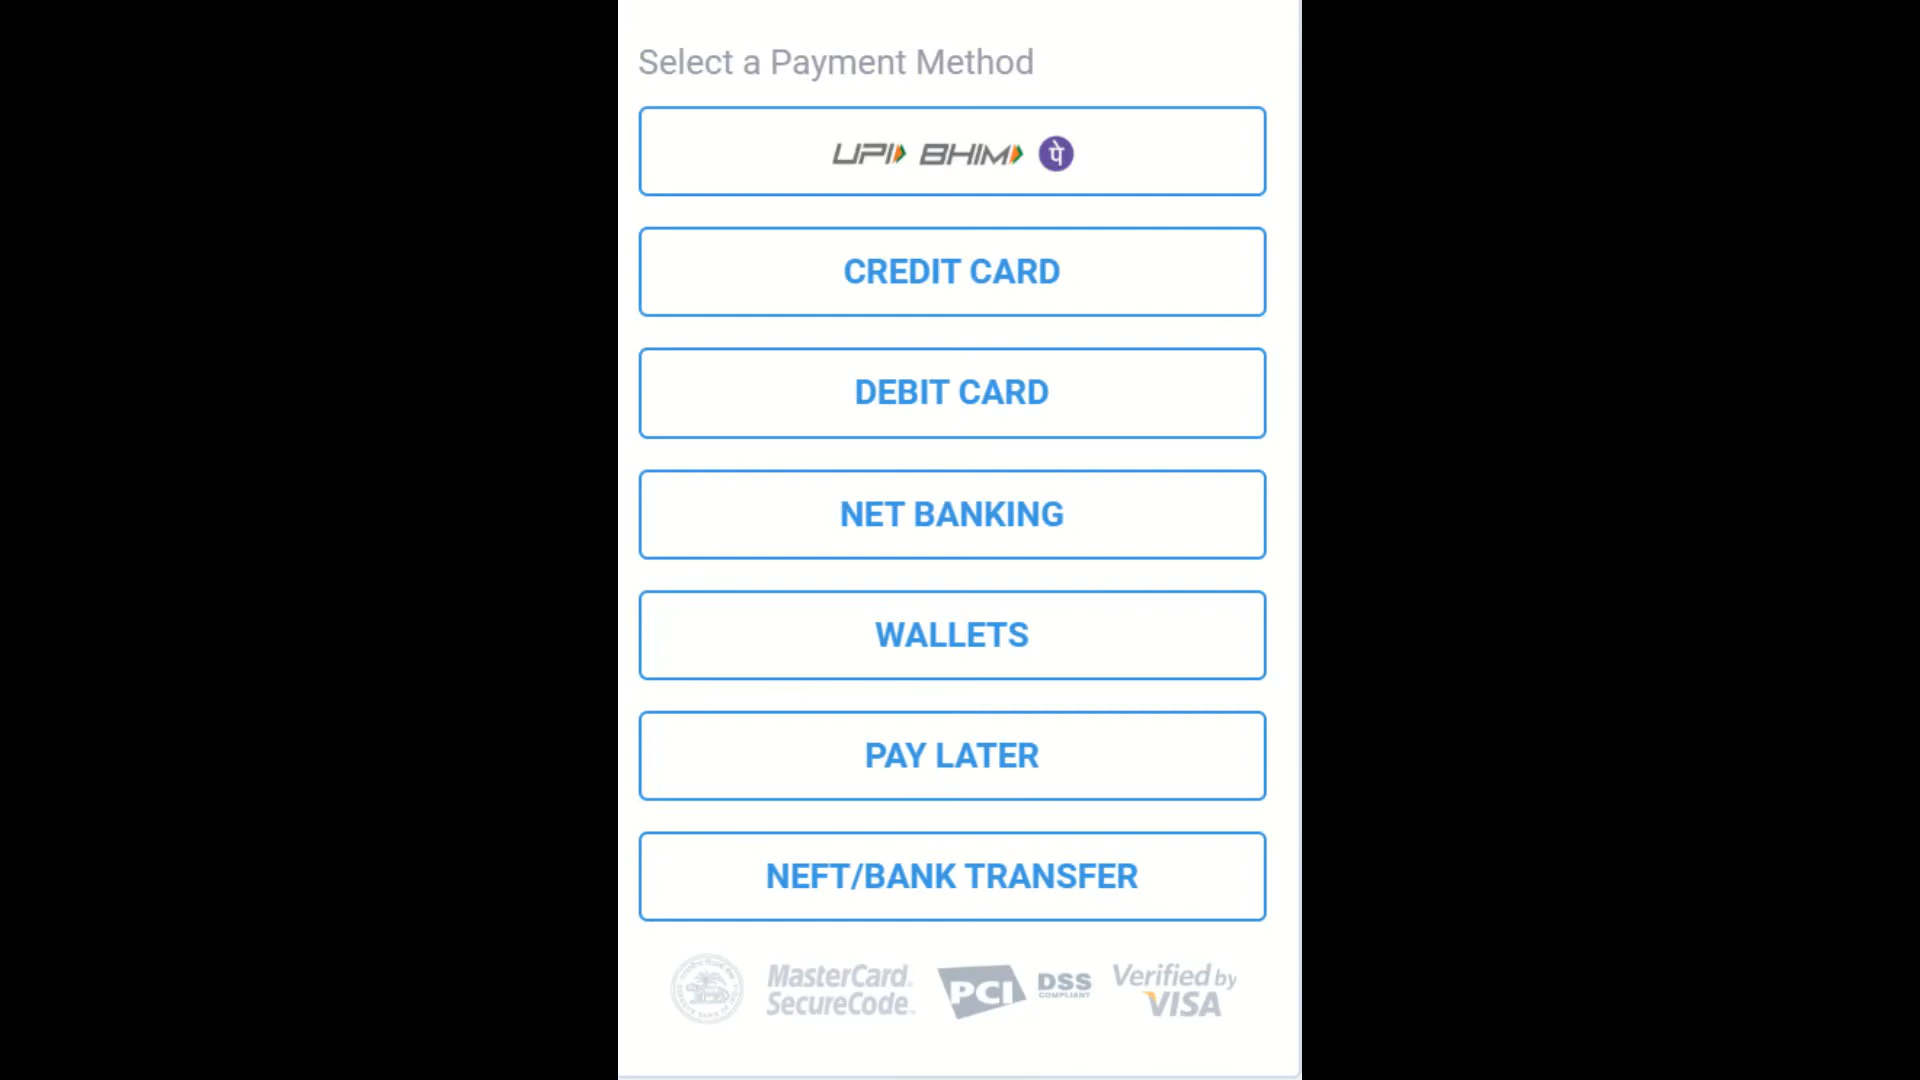 Select a Payment Method
UPI BHIM पे
CREDIT CARD
DEBIT CARD
NET BANKING
WALLETS
PAY LATER
NEFT/BANK TRANSFER
MasterCard. SecureCode. PCI DSS COMPLIANT Verified by VISA